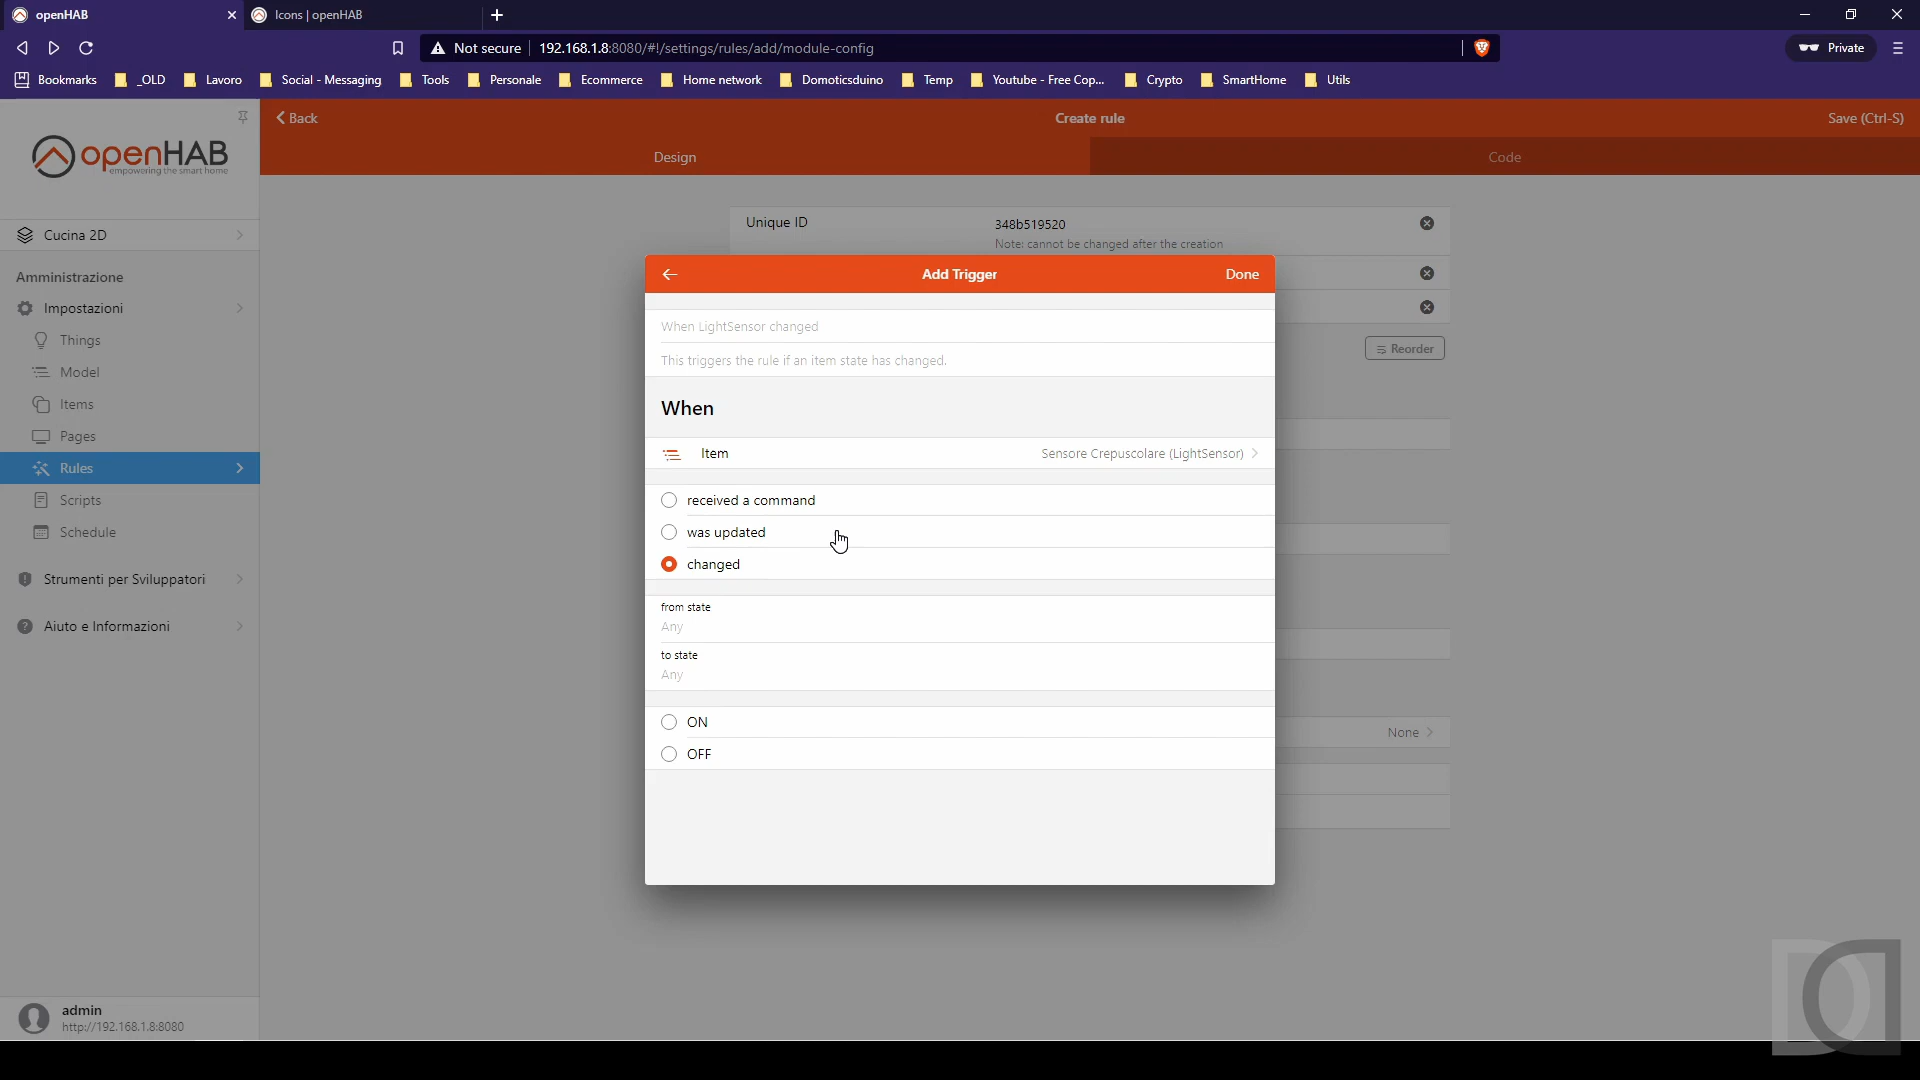 openHAB
Icons | openHAB
Not secure
192.168.1.8:8080/#!/settings/rules/add/module-config
Private
Bookmarks
_OLD
Lavoro
Social - Messaging
Tools
Personale
Ecommerce
Home network
Domoticsduino
Temp
Youtube - Free Cop...
Crypto
SmartHome
Utils
openHAB
empowering the smart home
Back
Create rule
Save (Ctrl-S)
Design
Code
Cucina 2D
Amministrazione
Impostazioni
Things
Model
Items
Pages
Rules
Scripts
Schedule
Strumenti per Sviluppatori
Aiuto e Informazioni
admin
http://192.168.1.8:8080
Unique ID
348b519520
Note: cannot be changed after the creation
Reorder
None
Add Trigger
Done
When LightSensor changed
This triggers the rule if an item state has changed.
When
Item
Sensore Crepuscolare (LightSensor)
received a command
was updated
changed
from state
Any
to state
Any
ON
OFF